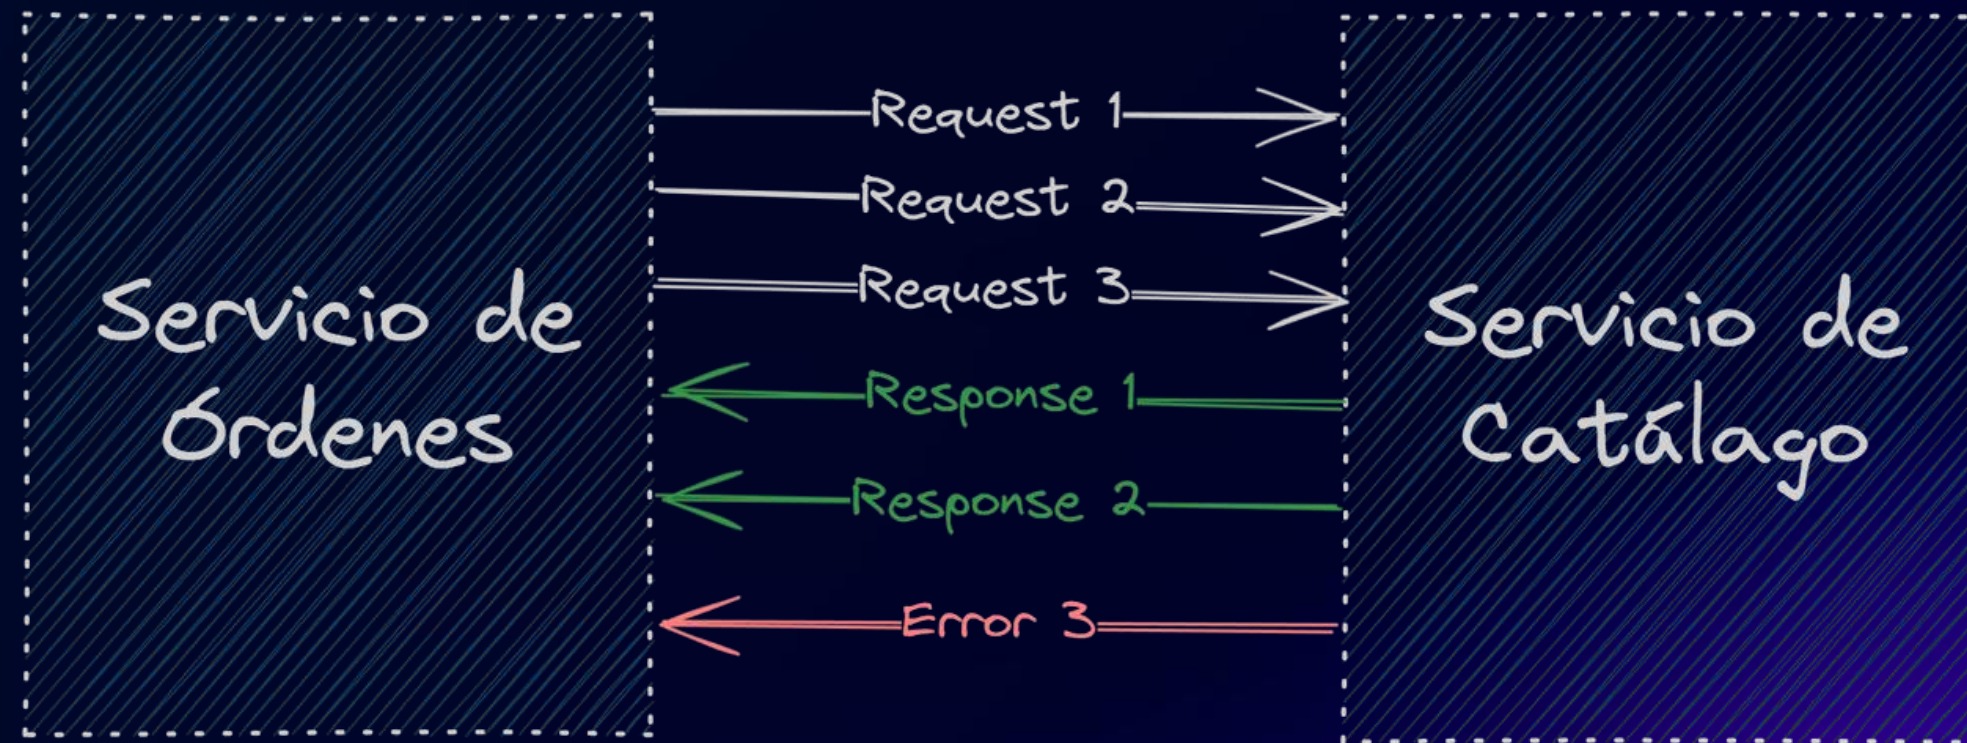 Servicio de
Órdenes
Request 1
Request 2
Request 3
Response 1
Response 2
Error 3
Servicio de
Catálago